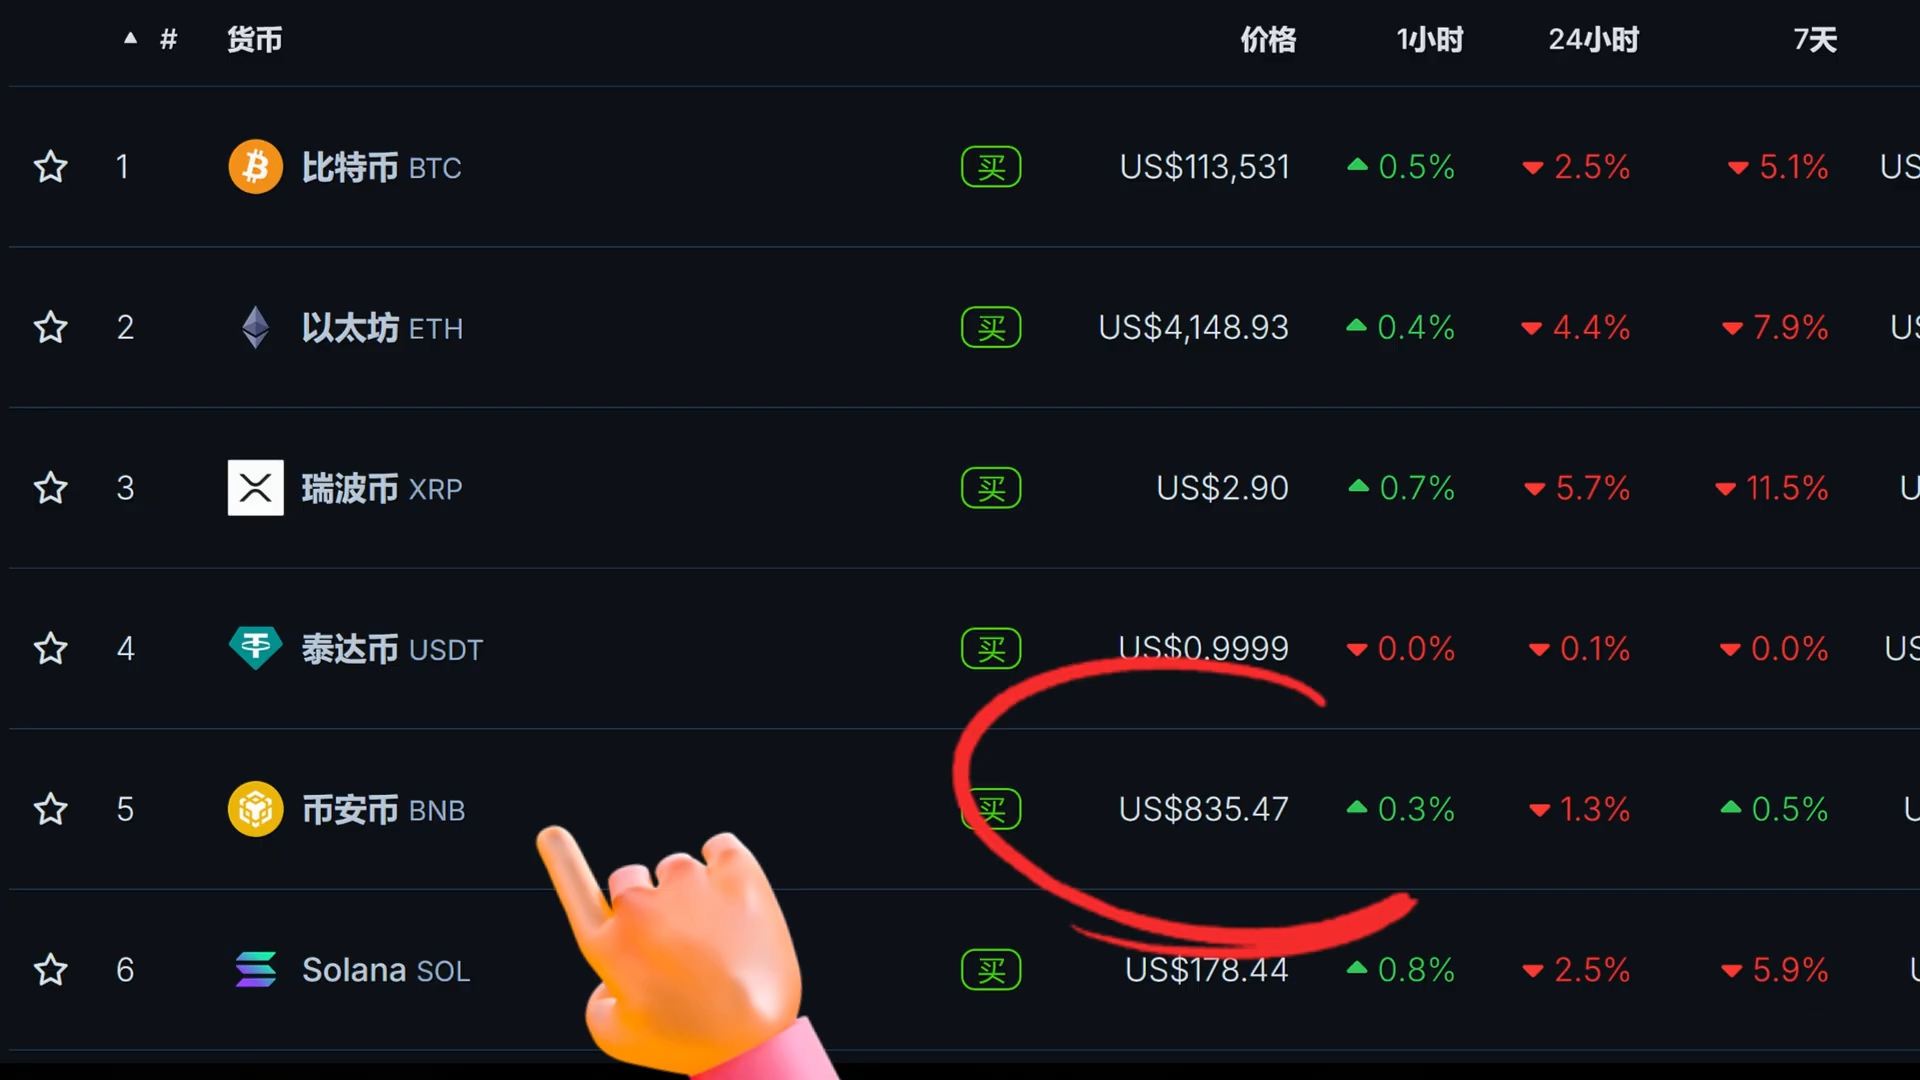 # 货币 价格 1小时 24小时 7天
1 比特币 BTC 买 US$113,531 0.5% 2.5% 5.1% US
2 以太坊 ETH 买 US$4,148.93 0.4% 4.4% 7.9% US
3 瑞波币 XRP 买 US$2.90 0.7% 5.7% 11.5% U
4 泰达币 USDT 买 US$0.9999 0.0% 0.1% 0.0% US
5 币安币 BNB 买 US$835.47 0.3% 1.3% 0.5% U
6 Solana SOL 买 US$178.44 0.8% 2.5% 5.9% U